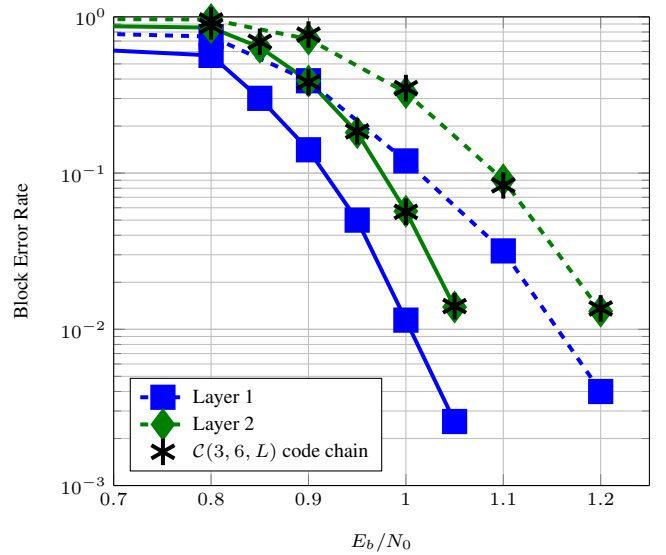 Block Error Rate
10^0
10^{-1}
10^{-2}
10^{-3}
Layer 1
Layer 2
𝒞(3, 6, L) code chain
0.7 0.8 0.9 1 1.1 1.2
E_b/N_0